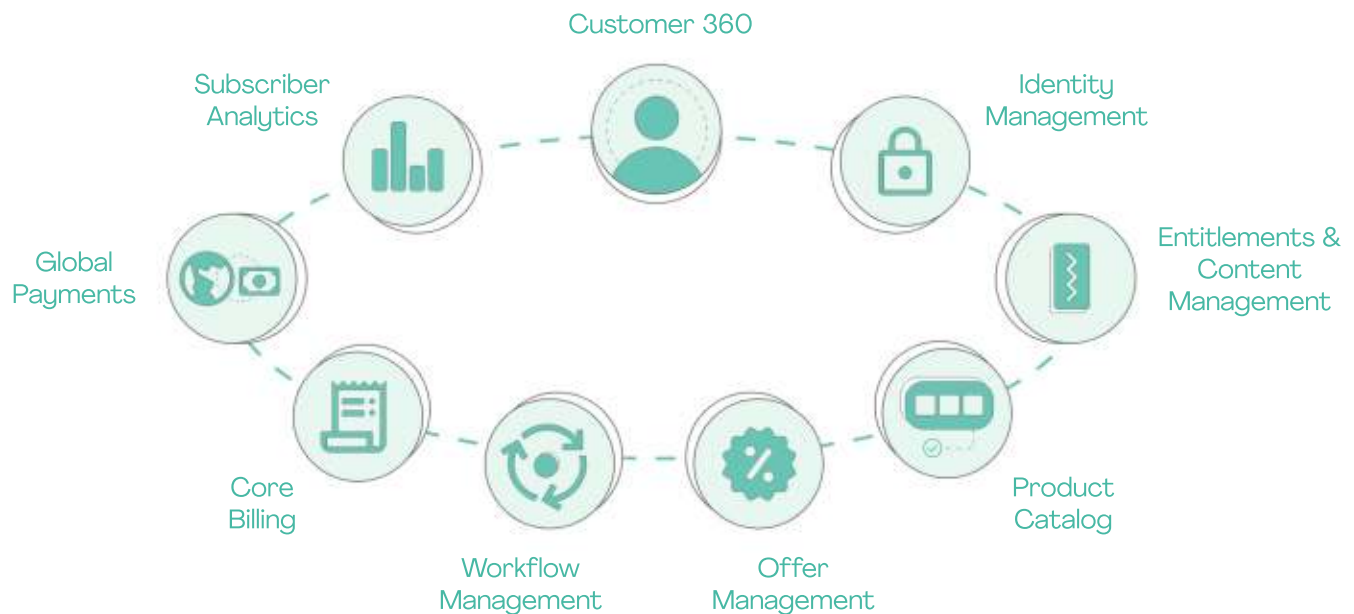 Customer 360
Subscriber
Analytics
Identity
Management
Entitlements &
Content
Management
Global
Payments
Core
Billing
Product
Catalog
Workflow
Management
Offer
Management